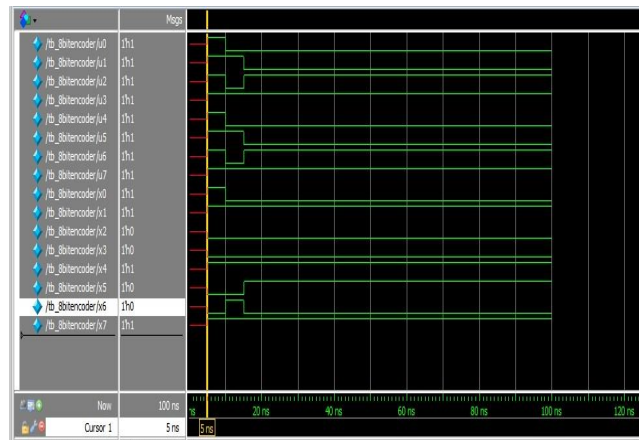 Msgs
/tb_8bitencoder/u0 1'h1
/tb_8bitencoder/u1 1'h1
/tb_8bitencoder/u2 1'h1
/tb_8bitencoder/u3 1'h1
/tb_8bitencoder/u4 1'h1
/tb_8bitencoder/u5 1'h1
/tb_8bitencoder/u6 1'h1
/tb_8bitencoder/u7 1'h1
/tb_8bitencoder/x0 1'h1
/tb_8bitencoder/x1 1'h1
/tb_8bitencoder/x2 1'h0
/tb_8bitencoder/x3 1'h0
/tb_8bitencoder/x4 1'h1
/tb_8bitencoder/x5 1'h0
/tb_8bitencoder/x6 1'h0
/tb_8bitencoder/x7 1'h1
Now 100 ns ns 20 ns 40 ns 60 ns 80 ns 100 ns 120 ns
Cursor 1 5 ns 5 ns